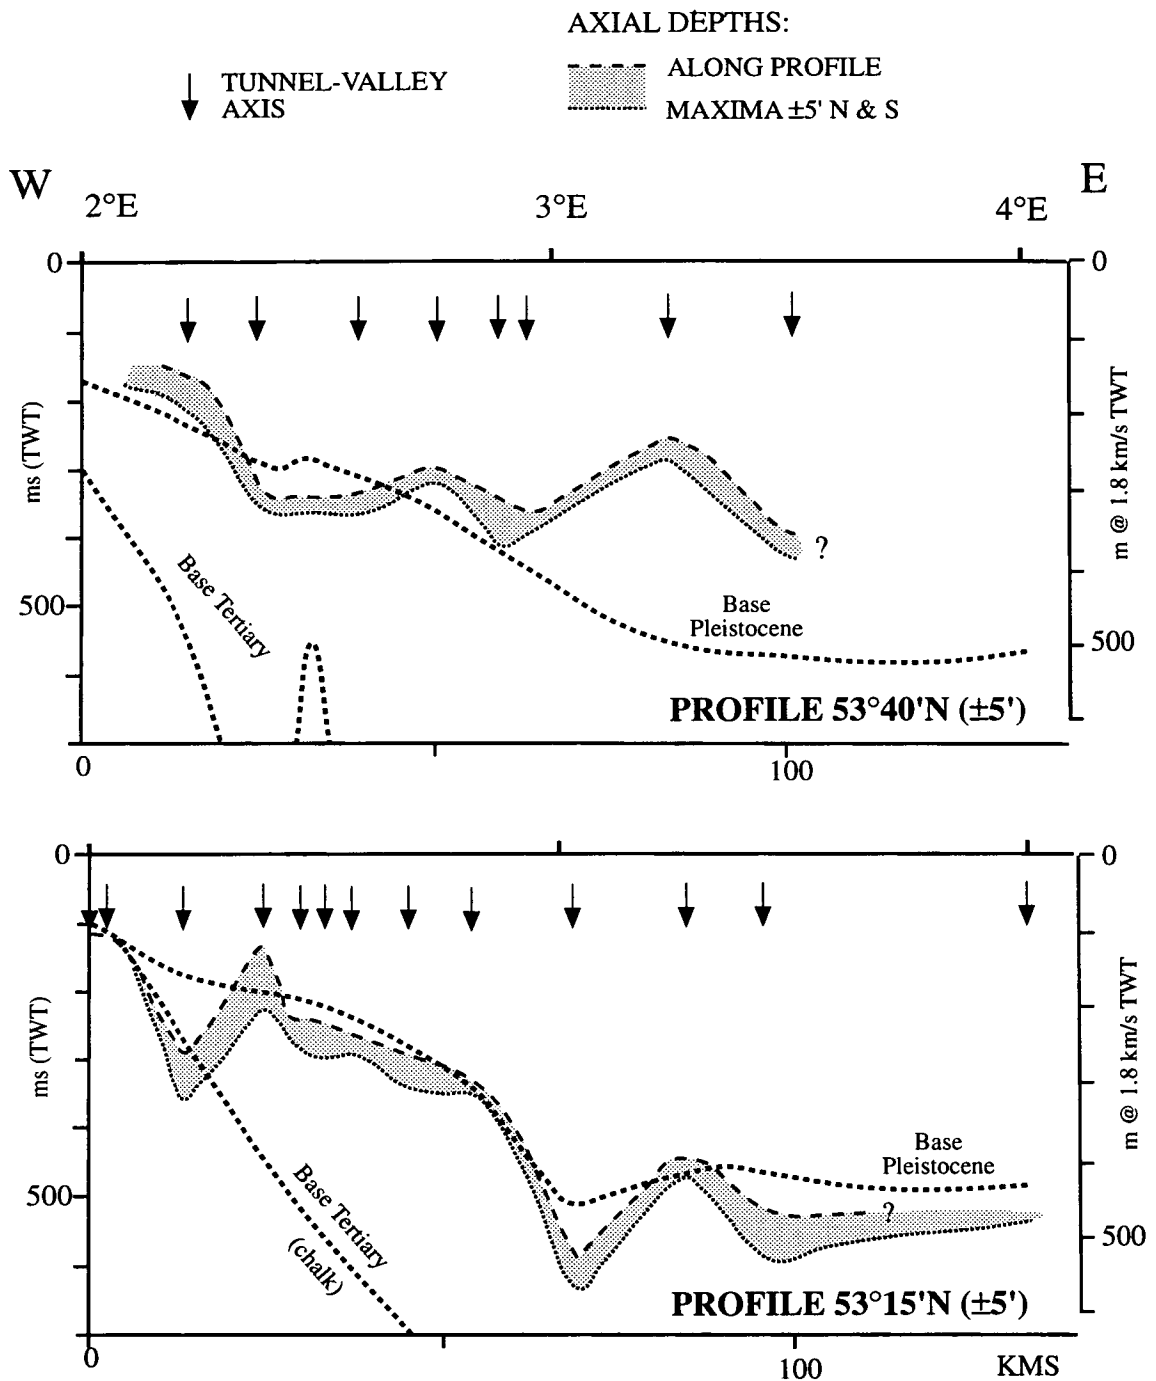 AXIAL DEPTHS:
TUNNEL-VALLEY
AXIS
ALONG PROFILE
MAXIMA ±5' N & S
W
E
2°E
3°E
4°E
0
0
ms (TWT)
m @ 1.8 km/s TWT
?
Base Tertiary
500
Base
Pleistocene
500
PROFILE 53°40'N (±5')
0
100
0
0
ms (TWT)
m @ 1.8 km/s TWT
Base
Pleistocene
500
Base Tertiary
(chalk)
?
500
PROFILE 53°15'N (±5')
0
100
KMS